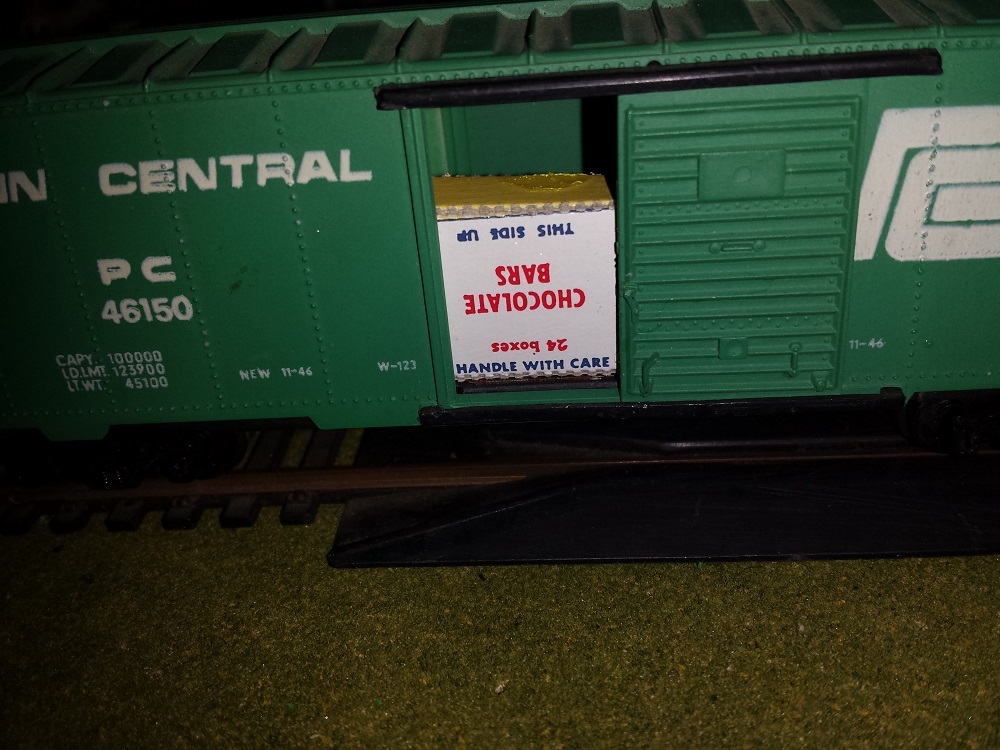 NN CENTRAL
PC
46150
CAPY. 100000
LD.LMT. 123900
LT.WT. 45100
NEW 11-46
W-123
24 boxes
CHOCOLATE
BARS
THIS SIDE UP
HANDLE WITH CARE
11-46